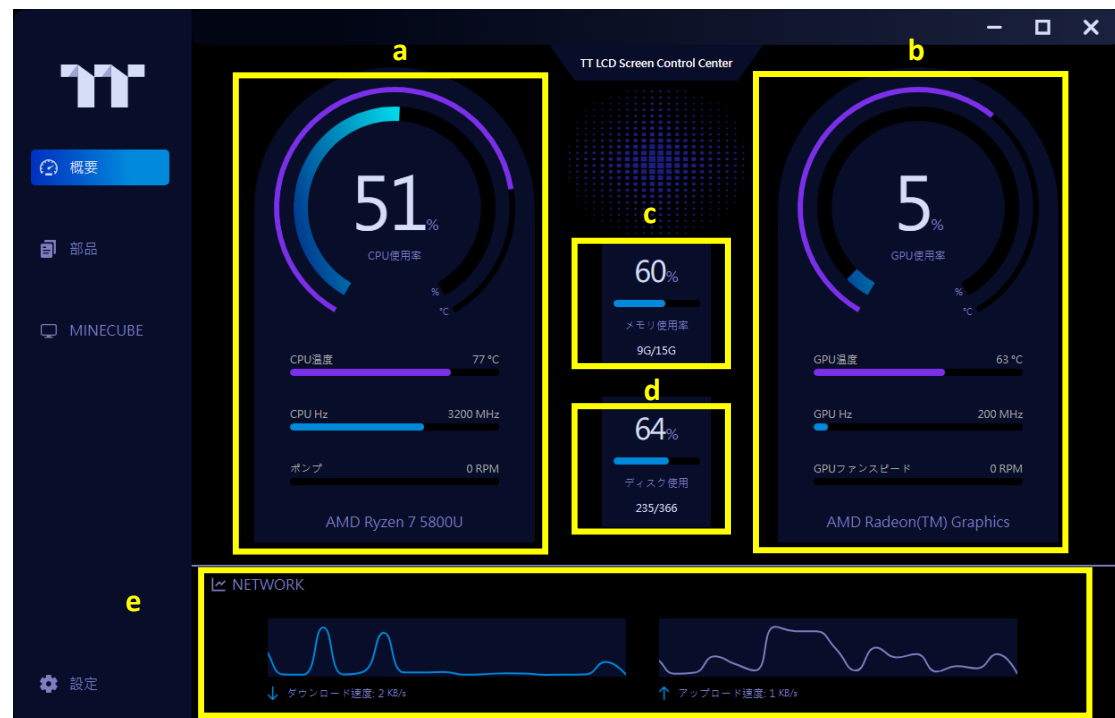 TT
概要
部品
MINECUBE
設定
TT LCD Screen Control Center
a
51%
CPU使用率
%
℃
CPU温度 77 ℃
CPU Hz 3200 MHz
ポンプ 0 RPM
AMD Ryzen 7 5800U
c
60%
メモリ使用率
9G/15G
d
64%
ディスク使用
235/366
b
5%
GPU使用率
%
℃
GPU温度 63 ℃
GPU Hz 200 MHz
GPUファンスピード 0 RPM
AMD Radeon(TM) Graphics
e
NETWORK
ダウンロード速度: 2 KB/s
アップロード速度: 1 KB/s